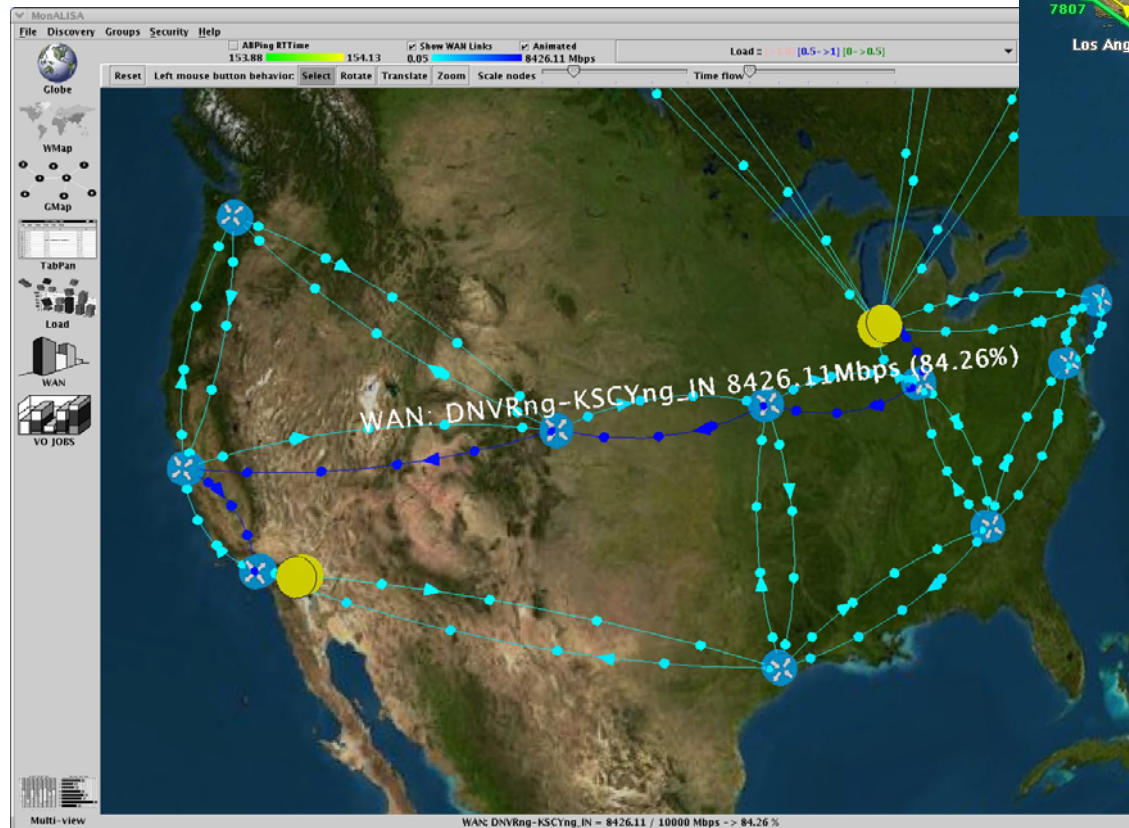 MonALISA
File Discovery Groups Security Help
ABPing RTTime
153.88 154.13
Show WAN Links
0.05 8426.11 Mbps
Animated
Load = [0.5->1] [0->0.5]
Reset Left mouse button behavior: Select Rotate Translate Zoom Scale nodes Time flow
Globe
WMap
GMap
TabPan
Load
WAN
VO JOBS
Multi-view
7807
Los Ang
WAN: DNVRng-KSCYng_IN 8426.11Mbps (84.26%)
WAN: DNVRng-KSCYng_IN = 8426.11 / 10000 Mbps -> 84.26 %